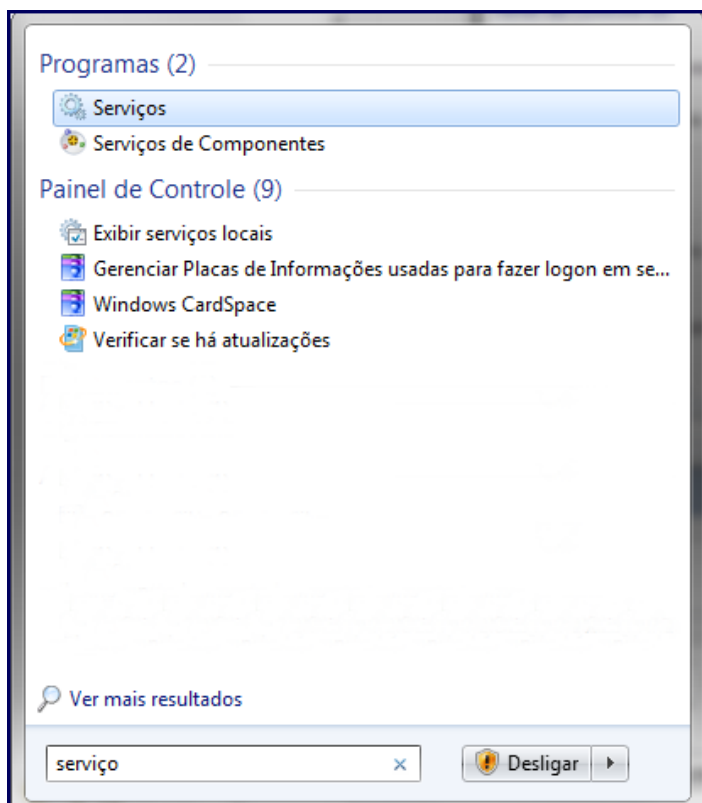 Programas (2)
Serviços
Serviços de Componentes
Painel de Controle (9)
Exibir serviços locais
Gerenciar Placas de Informações usadas para fazer logon em se...
Windows CardSpace
Verificar se há atualizações
Ver mais resultados
serviço
Desligar